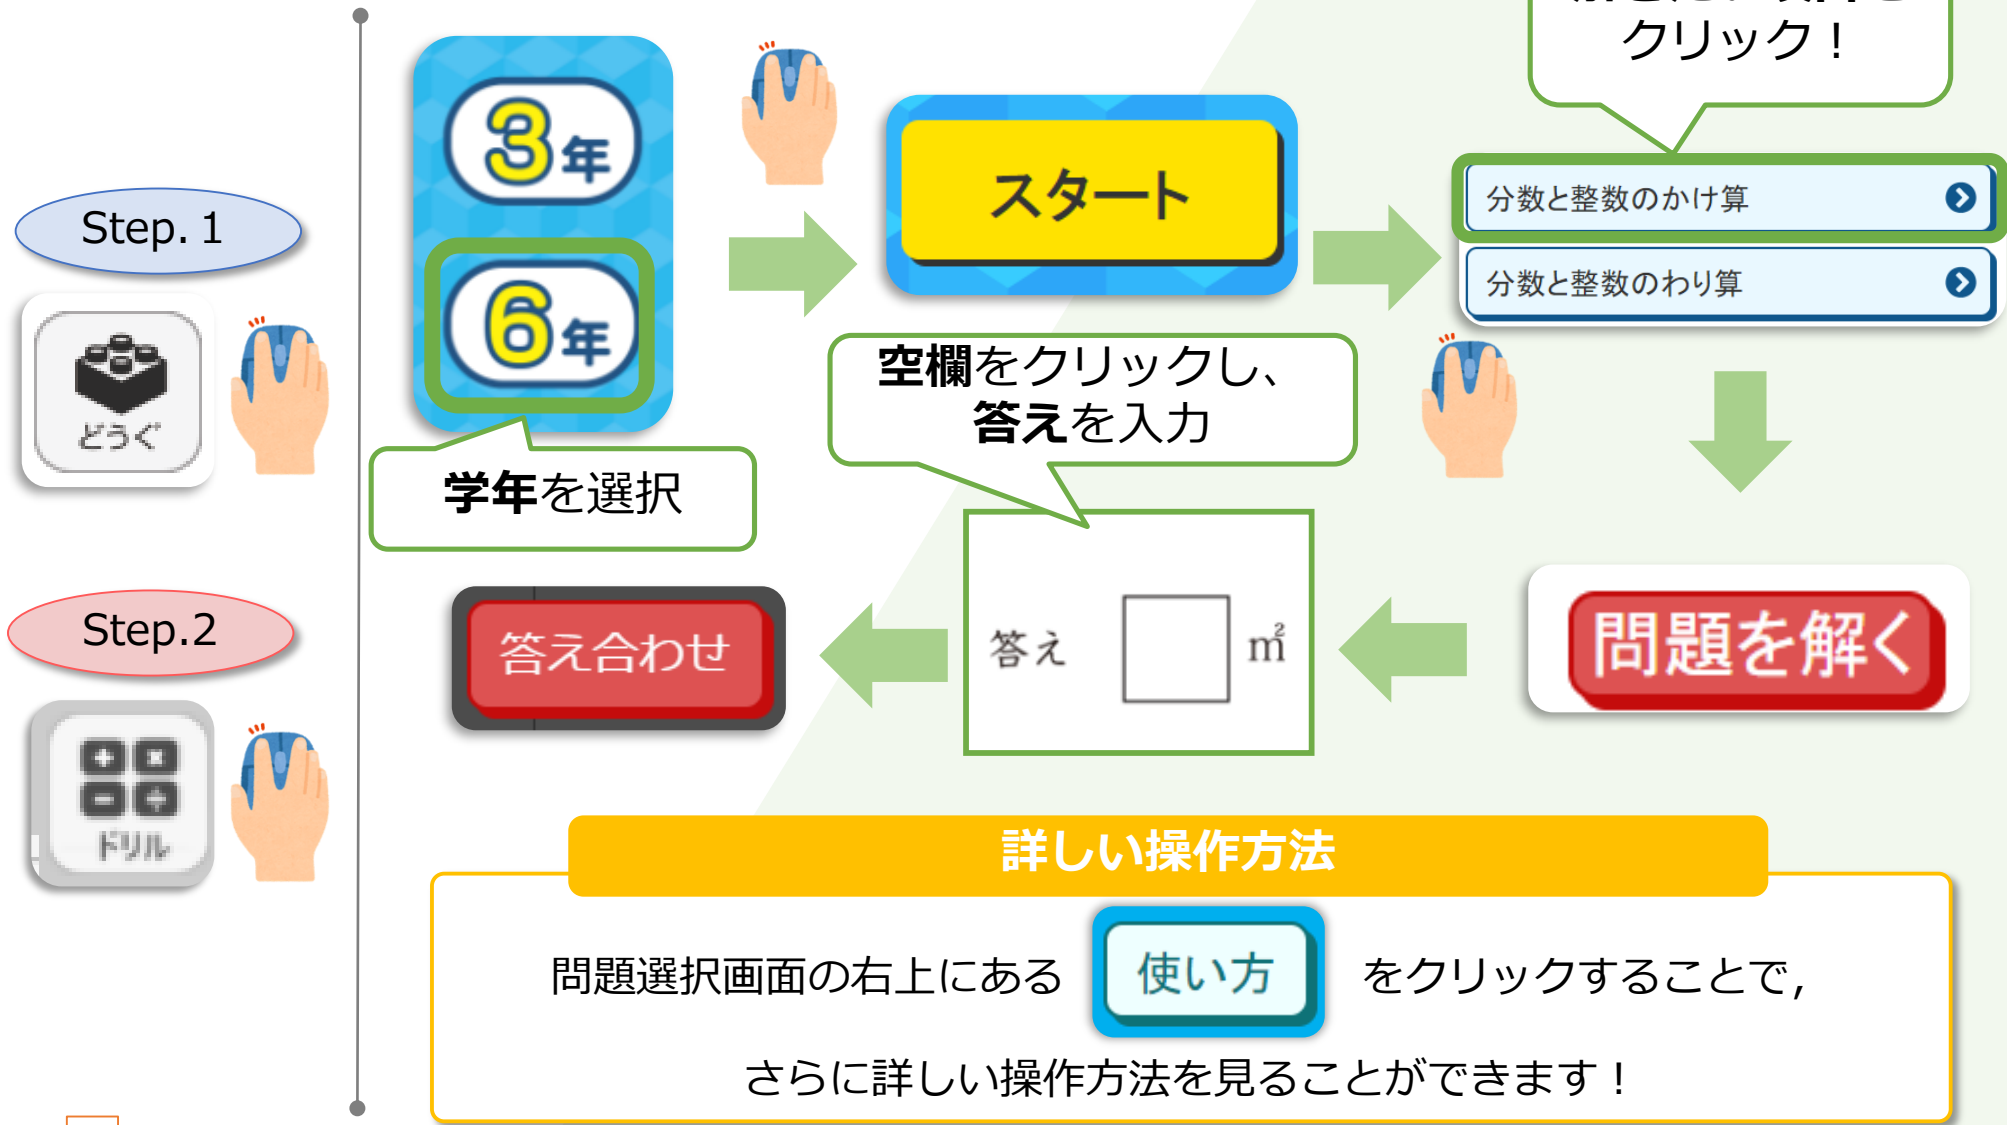 クリック！
3年
6年
スタート
分数と整数のかけ算
分数と整数のわり算
Step. 1
どうぐ
空欄をクリックし、
答えを入力
学年を選択
Step.2
ドリル
答え合わせ
答え
㎡
問題を解く
詳しい操作方法
問題選択画面の右上にある 使い方 をクリックすることで,
さらに詳しい操作方法を見ることができます！